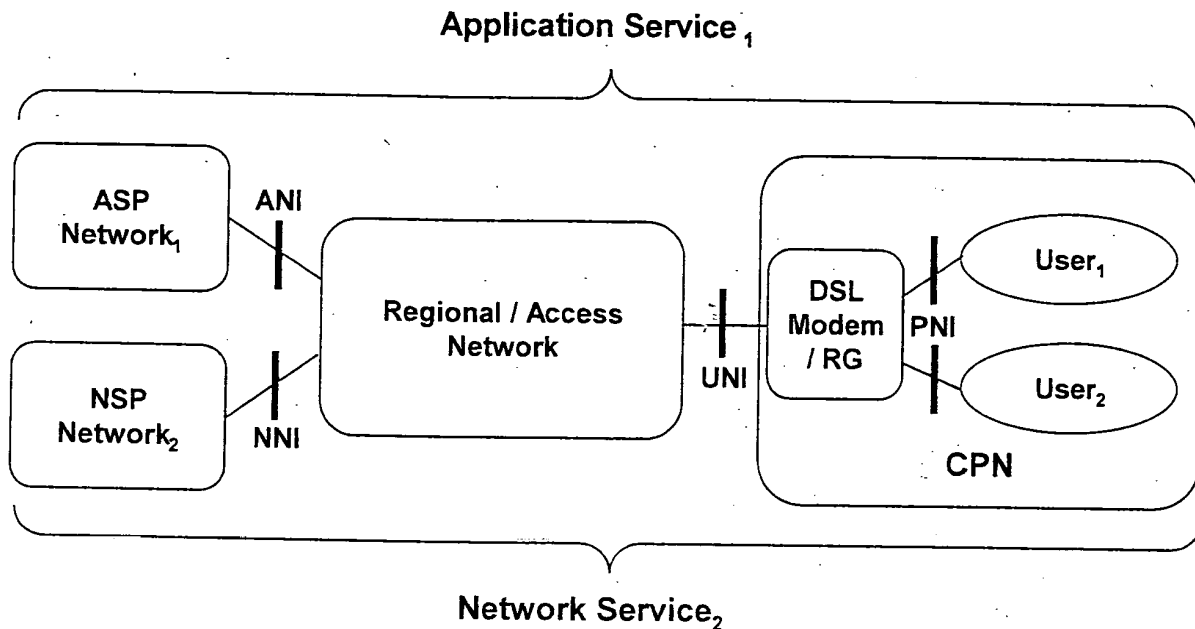 Application Service₁
ASP
Network₁
ANI
NSP
Network₂
NNI
Regional / Access
Network
UNI
DSL
Modem
/ RG
PNI
User₁
User₂
CPN
Network Service₂